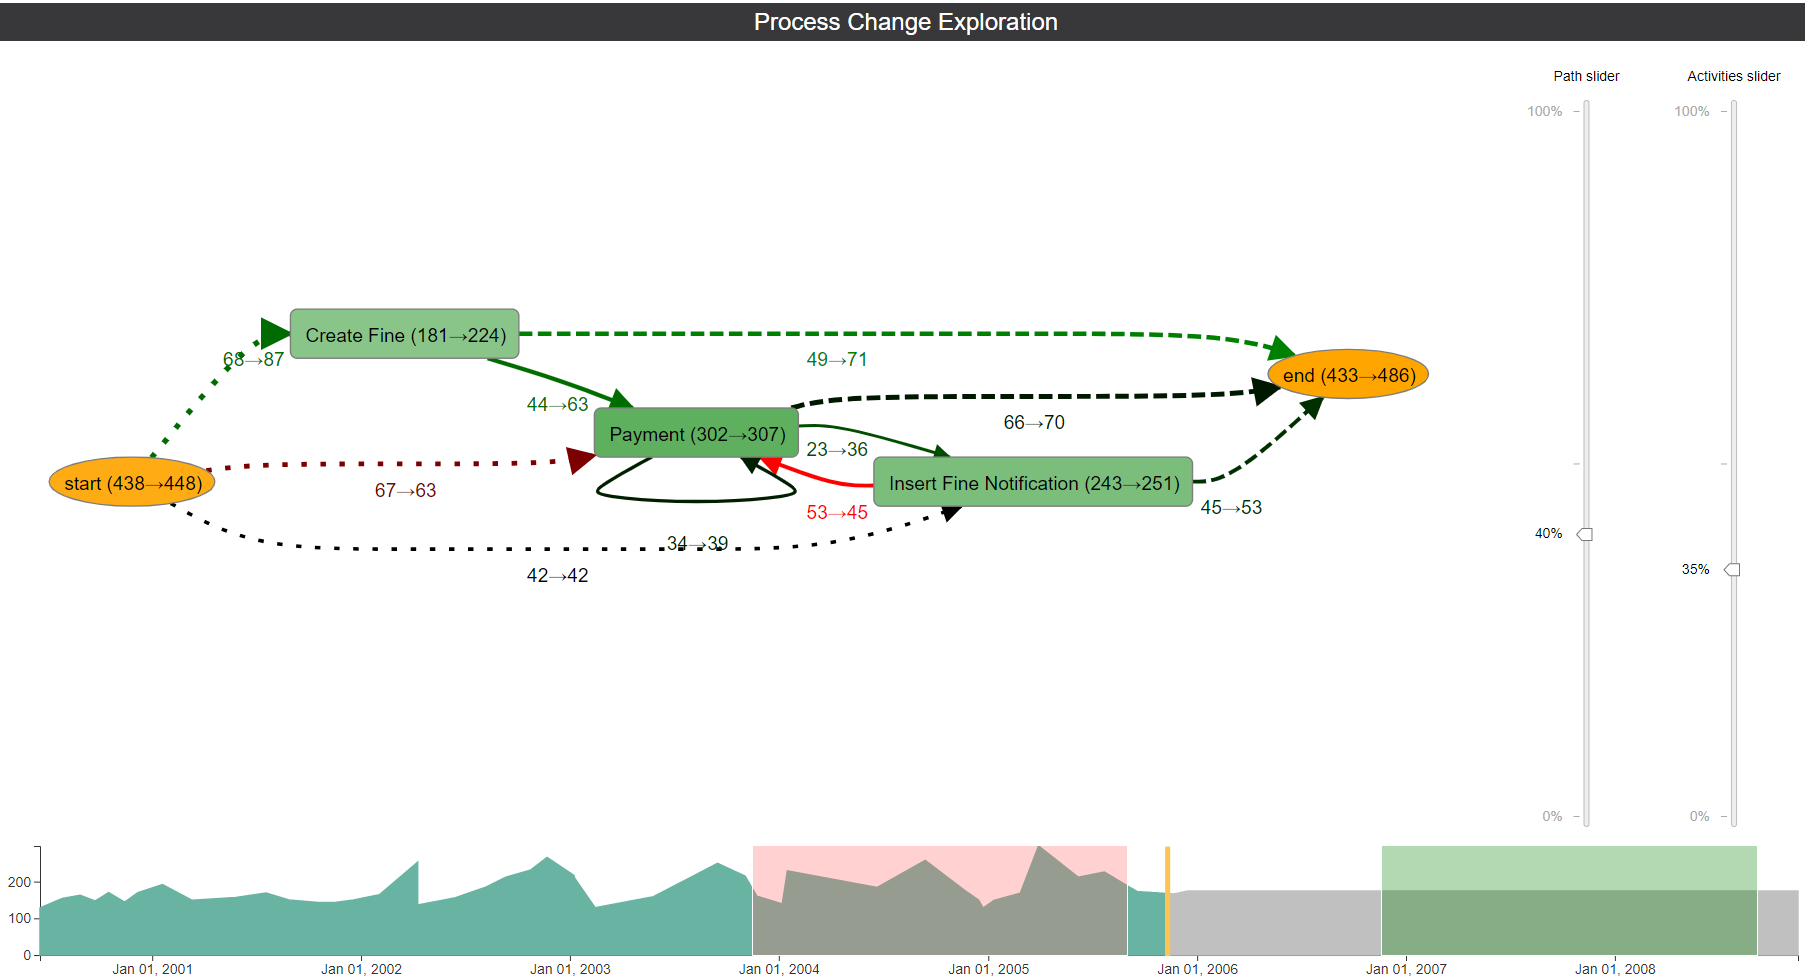 Process Change Exploration
Path slider
Activities slider
100%
100%
Create Fine (181→224)
68→87
49→71
end (433→486)
44→63
66→70
Payment (302→307)
23→36
start (438→448)
67→63
Insert Fine Notification (243→251)
53→45
45→53
34→39
42→42
40%
35%
0%
0%
200
100
0
Jan 01, 2001
Jan 01, 2002
Jan 01, 2003
Jan 01, 2004
Jan 01, 2005
Jan 01, 2006
Jan 01, 2007
Jan 01, 2008